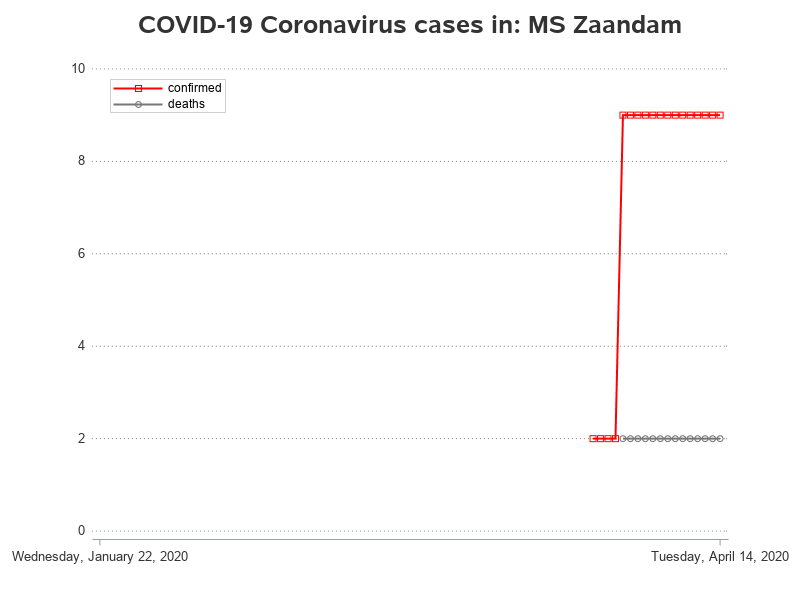 COVID-19 Coronavirus cases in: MS Zaandam
10
confirmed
deaths
8
6
4
2
0
Wednesday, January 22, 2020
Tuesday, April 14, 2020